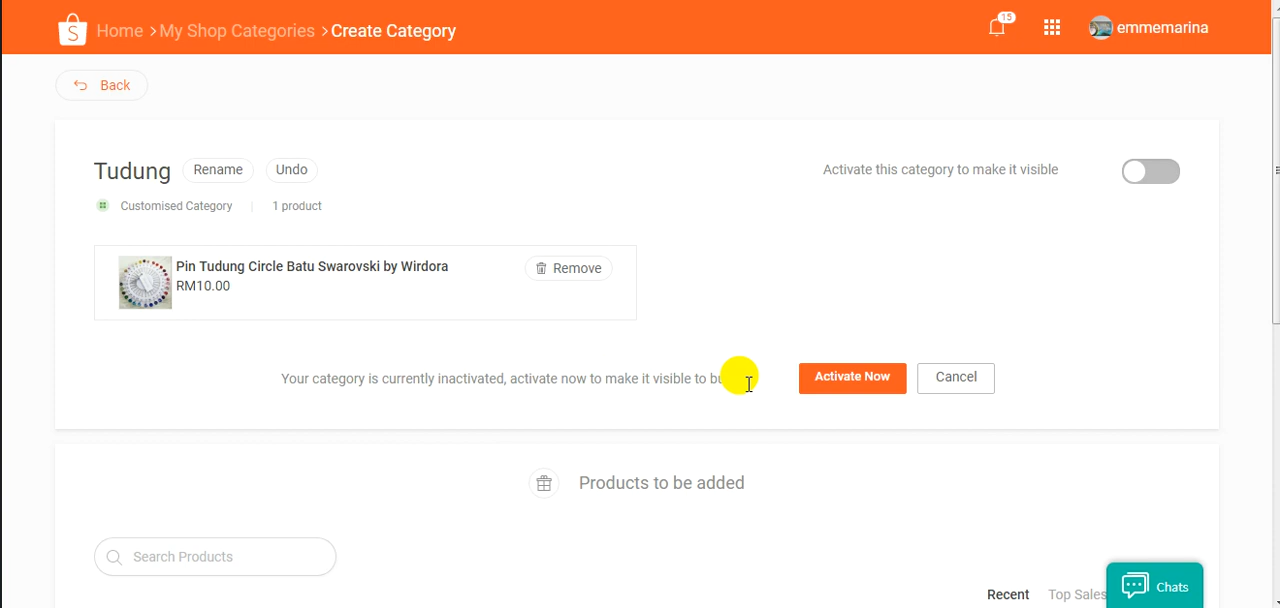 Home >My Shop Categories >Create Category
15
emmemarina
Back
Tudung Rename Undo
Activate this category to make it visible
Customised Category | 1 product
Pin Tudung Circle Batu Swarovski by Wirdora
RM10.00
Remove
Your category is currently inactivated, activate now to make it visible to
Activate Now Cancel
Products to be added
Search Products
Recent Top Sales
Chats